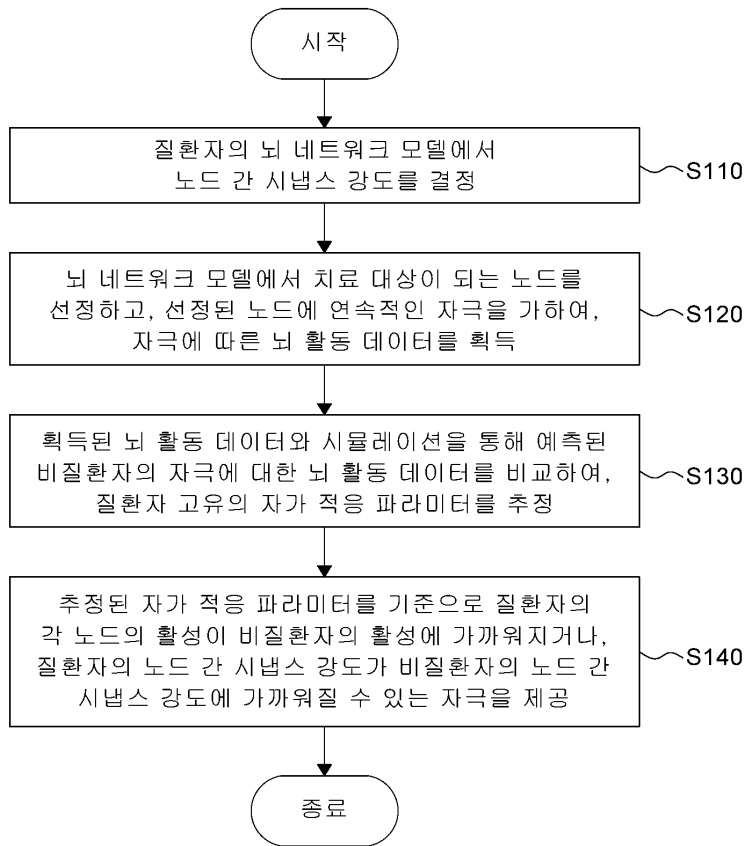 시작
질환자의 뇌 네트워크 모델에서
노드 간 시냅스 강도를 결정
S110
뇌 네트워크 모델에서 치료 대상이 되는 노드를
선정하고, 선정된 노드에 연속적인 자극을 가하여,
자극에 따른 뇌 활동 데이터를 획득
S120
획득된 뇌 활동 데이터와 시뮬레이션을 통해 예측된
비질환자의 자극에 대한 뇌 활동 데이터를 비교하여,
질환자 고유의 자가 적응 파라미터를 추정
S130
추정된 자가 적응 파라미터를 기준으로 질환자의
각 노드의 활성이 비질환자의 활성에 가까워지거나,
질환자의 노드 간 시냅스 강도가 비질환자의 노드 간
시냅스 강도에 가까워질 수 있는 자극을 제공
S140
종료